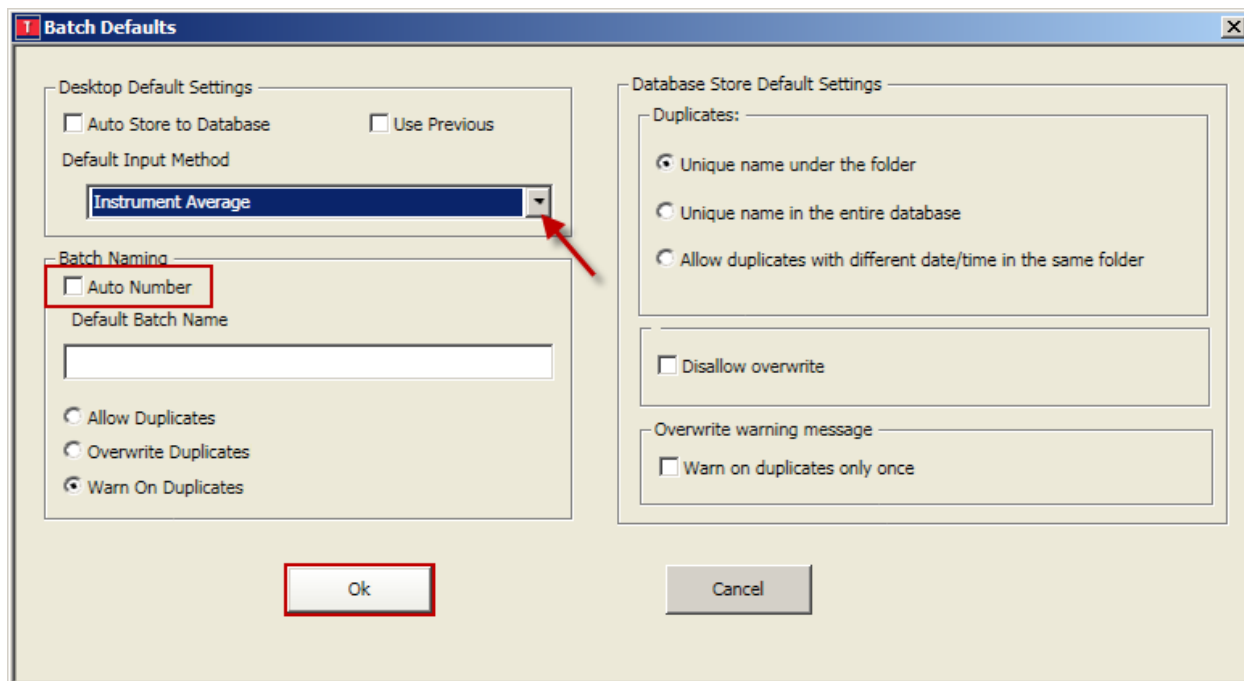 Batch Defaults
Desktop Default Settings
Auto Store to Database
Use Previous
Default Input Method
Instrument Average
Batch Naming
Auto Number
Default Batch Name
Allow Duplicates
Overwrite Duplicates
Warn On Duplicates
Database Store Default Settings
Duplicates:
Unique name under the folder
Unique name in the entire database
Allow duplicates with different date/time in the same folder
Disallow overwrite
Overwrite warning message
Warn on duplicates only once
Ok
Cancel